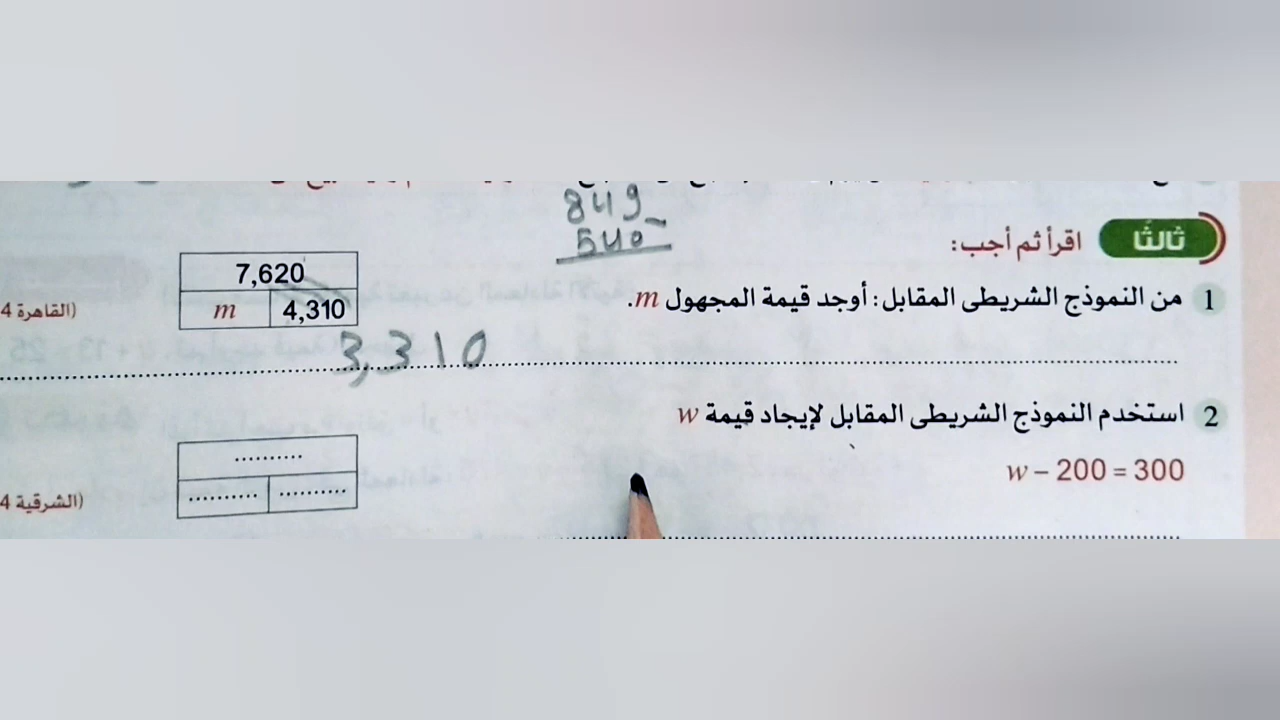 849
-
540
ثالثًا اقرأ ثم أجب:
1 من النموذج الشريطى المقابل: أوجد قيمة المجهول m.
7,620
m 4,310
(القاهرة 4
3,310
2 استخدم النموذج الشريطى المقابل لإيجاد قيمة w
w – 200 = 300
..........
.......... ..........
(الشرقية 4